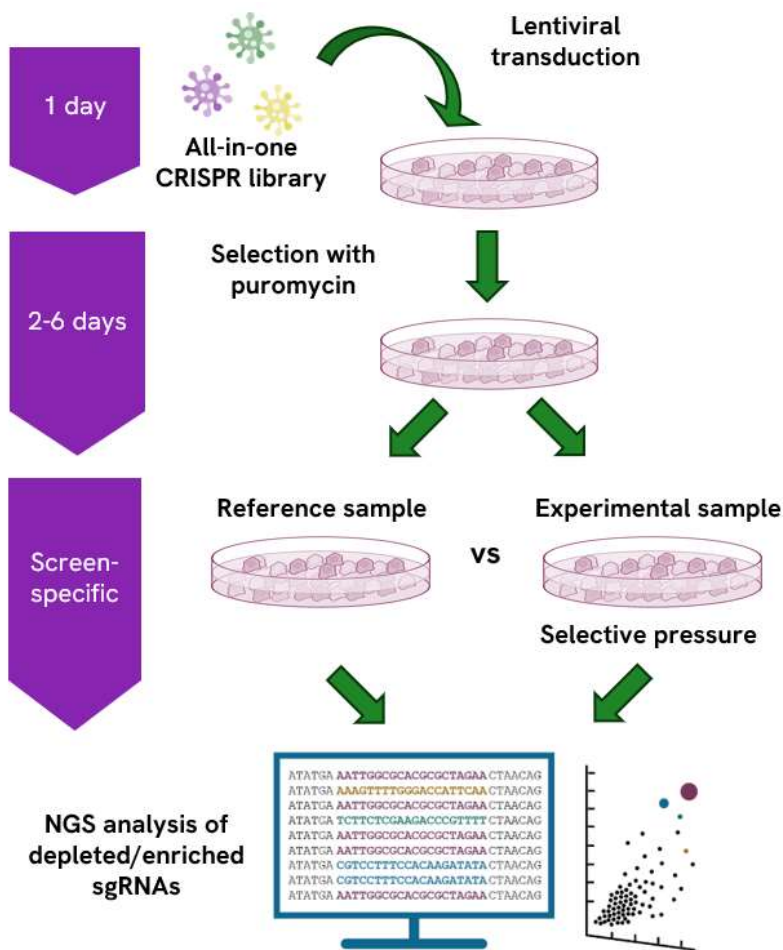 Lentiviral
transduction
1 day
All-in-one
CRISPR library
Selection with
puromycin
2-6 days
Reference sample
Experimental sample
vs
Screen-
specific
Selective pressure
NGS analysis of
depleted/enriched
sgRNAs
ATATGA AATTGGCGCACGCGCTAGAA CTAACAG
ATATGA AAAGTTTTGGGACCATTCAA CTAACAG
ATATGA AATTGGCGCACGCGCTAGAA CTAACAG
ATATGA TCTTCTCGAAGACCCGTTTT CTAACAG
ATATGA AATTGGCGCACGCGCTAGAA CTAACAG
ATATGA AATTGGCGCACGCGCTAGAA CTAACAG
ATATGA CGTCCTTTCCACAAGATATA CTAACAG
ATATGA CGTCCTTTCCACAAGATATA CTAACAG
ATATGA AATTGGCGCACGCGCTAGAA CTAACAG